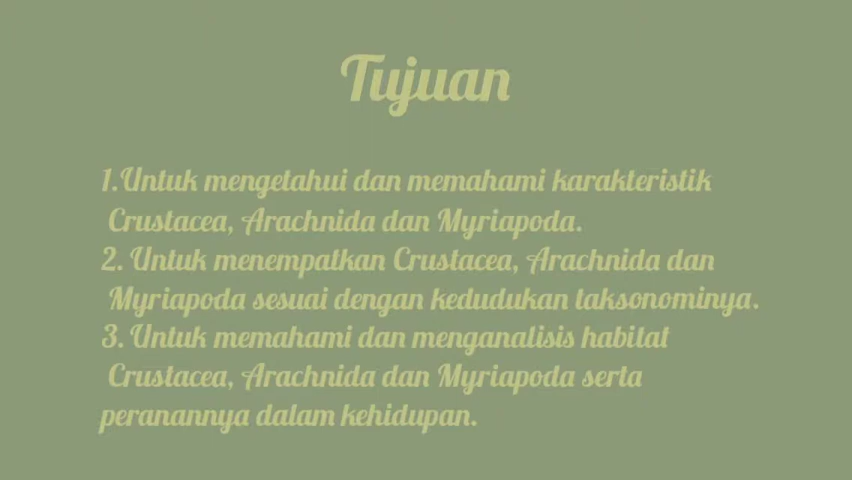 Tujuan
1.Untuk mengetahui dan memahami karakteristik
Crustacea, Arachnida dan Myriapoda.
2. Untuk menempatkan Crustacea, Arachnida dan
Myriapoda sesuai dengan kedudukan taksonominya.
3. Untuk memahami dan menganalisis habitat
Crustacea, Arachnida dan Myriapoda serta
peranannya dalam kehidupan.